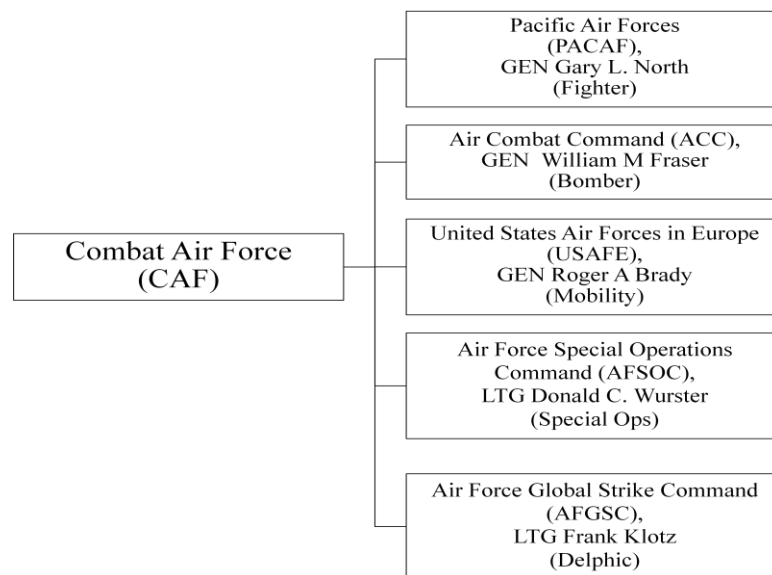 Pacific Air Forces
(PACAF),
GEN Gary L. North
(Fighter)
Air Combat Command (ACC),
GEN William M Fraser
(Bomber)
Combat Air Force
(CAF)
United States Air Forces in Europe
(USAFE),
GEN Roger A Brady
(Mobility)
Air Force Special Operations
Command (AFSOC),
LTG Donald C. Wurster
(Special Ops)
Air Force Global Strike Command
(AFGSC),
LTG Frank Klotz
(Delphic)